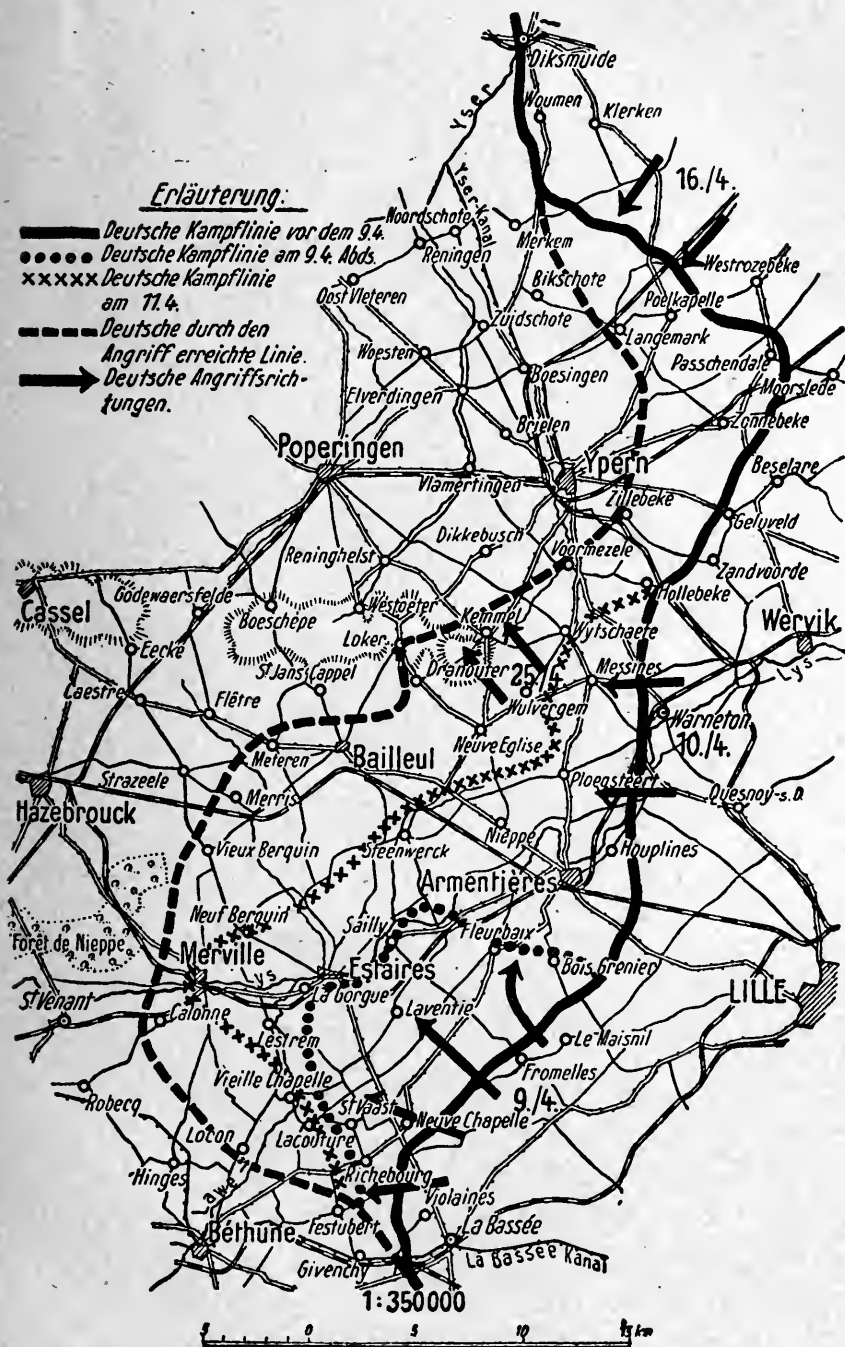 Diksmuide
Woumen
Klerken
Yser
16./4.
Erläuterung:
Deutsche Kampflinie vor dem 9.4.
Deutsche Kampflinie am 9.4. Abds.
Deutsche Kampflinie
am 11.4.
Deutsche durch den
Angriff erreichte Linie.
Deutsche Angriffsrich-
tungen.
Yser-Kanal
Noordschote
Merkem
Reningen
Westrozebeke
Bikschote
Oost Vleteren
Poelkapelle
Zuidschote
Langemark
Woesten
Passchendale
Boesingen
Moorslede
Elverdingen
Zonnebeke
Brielen
Poperingen
Ypern
Beselare
Vlamertingen
Zillebeke
Geluveld
Dikkebusch
Voormezele
Reninghelst
Zandvoorde
Hollebeke
Godewaersfelde
Westoeter
Cassel
Boeschepe
Kemmel
Wytschaete
Wervik
Loker
Eecke
Dranouter
Lys
St Jans Cappel
25./4.
Messines
Caestre
Flêtre
Wulvergem
Warneton
Neuve Eglise
10./4.
Meteren
Bailleul
Strazeele
Ploensteert
Quesnoy-s.D.
Hazebrouck
Merris
Nieppe
Vieux Berquin
Steenwerck
Houplines
Armentières
Neuf Berquin
Sailly
Fleurbaix
Forêt de Nieppe
Merville
Lys
Estaires
Bois Grenier
St Venant
La Gorgue
LILLE
Calonne
Laventie
Lestrem
Le Maisnil
Fromelles
Vieille Chapelle
9./4.
Robecq
St Vaast
Neuve Chapelle
Locon
Lacouture
Hinges
Richebourg
Lawe
Violaines
Festubert
La Bassée
Béthune
Givenchy
La Bassée Kanal
1:350000
5 0 5 10 15 km